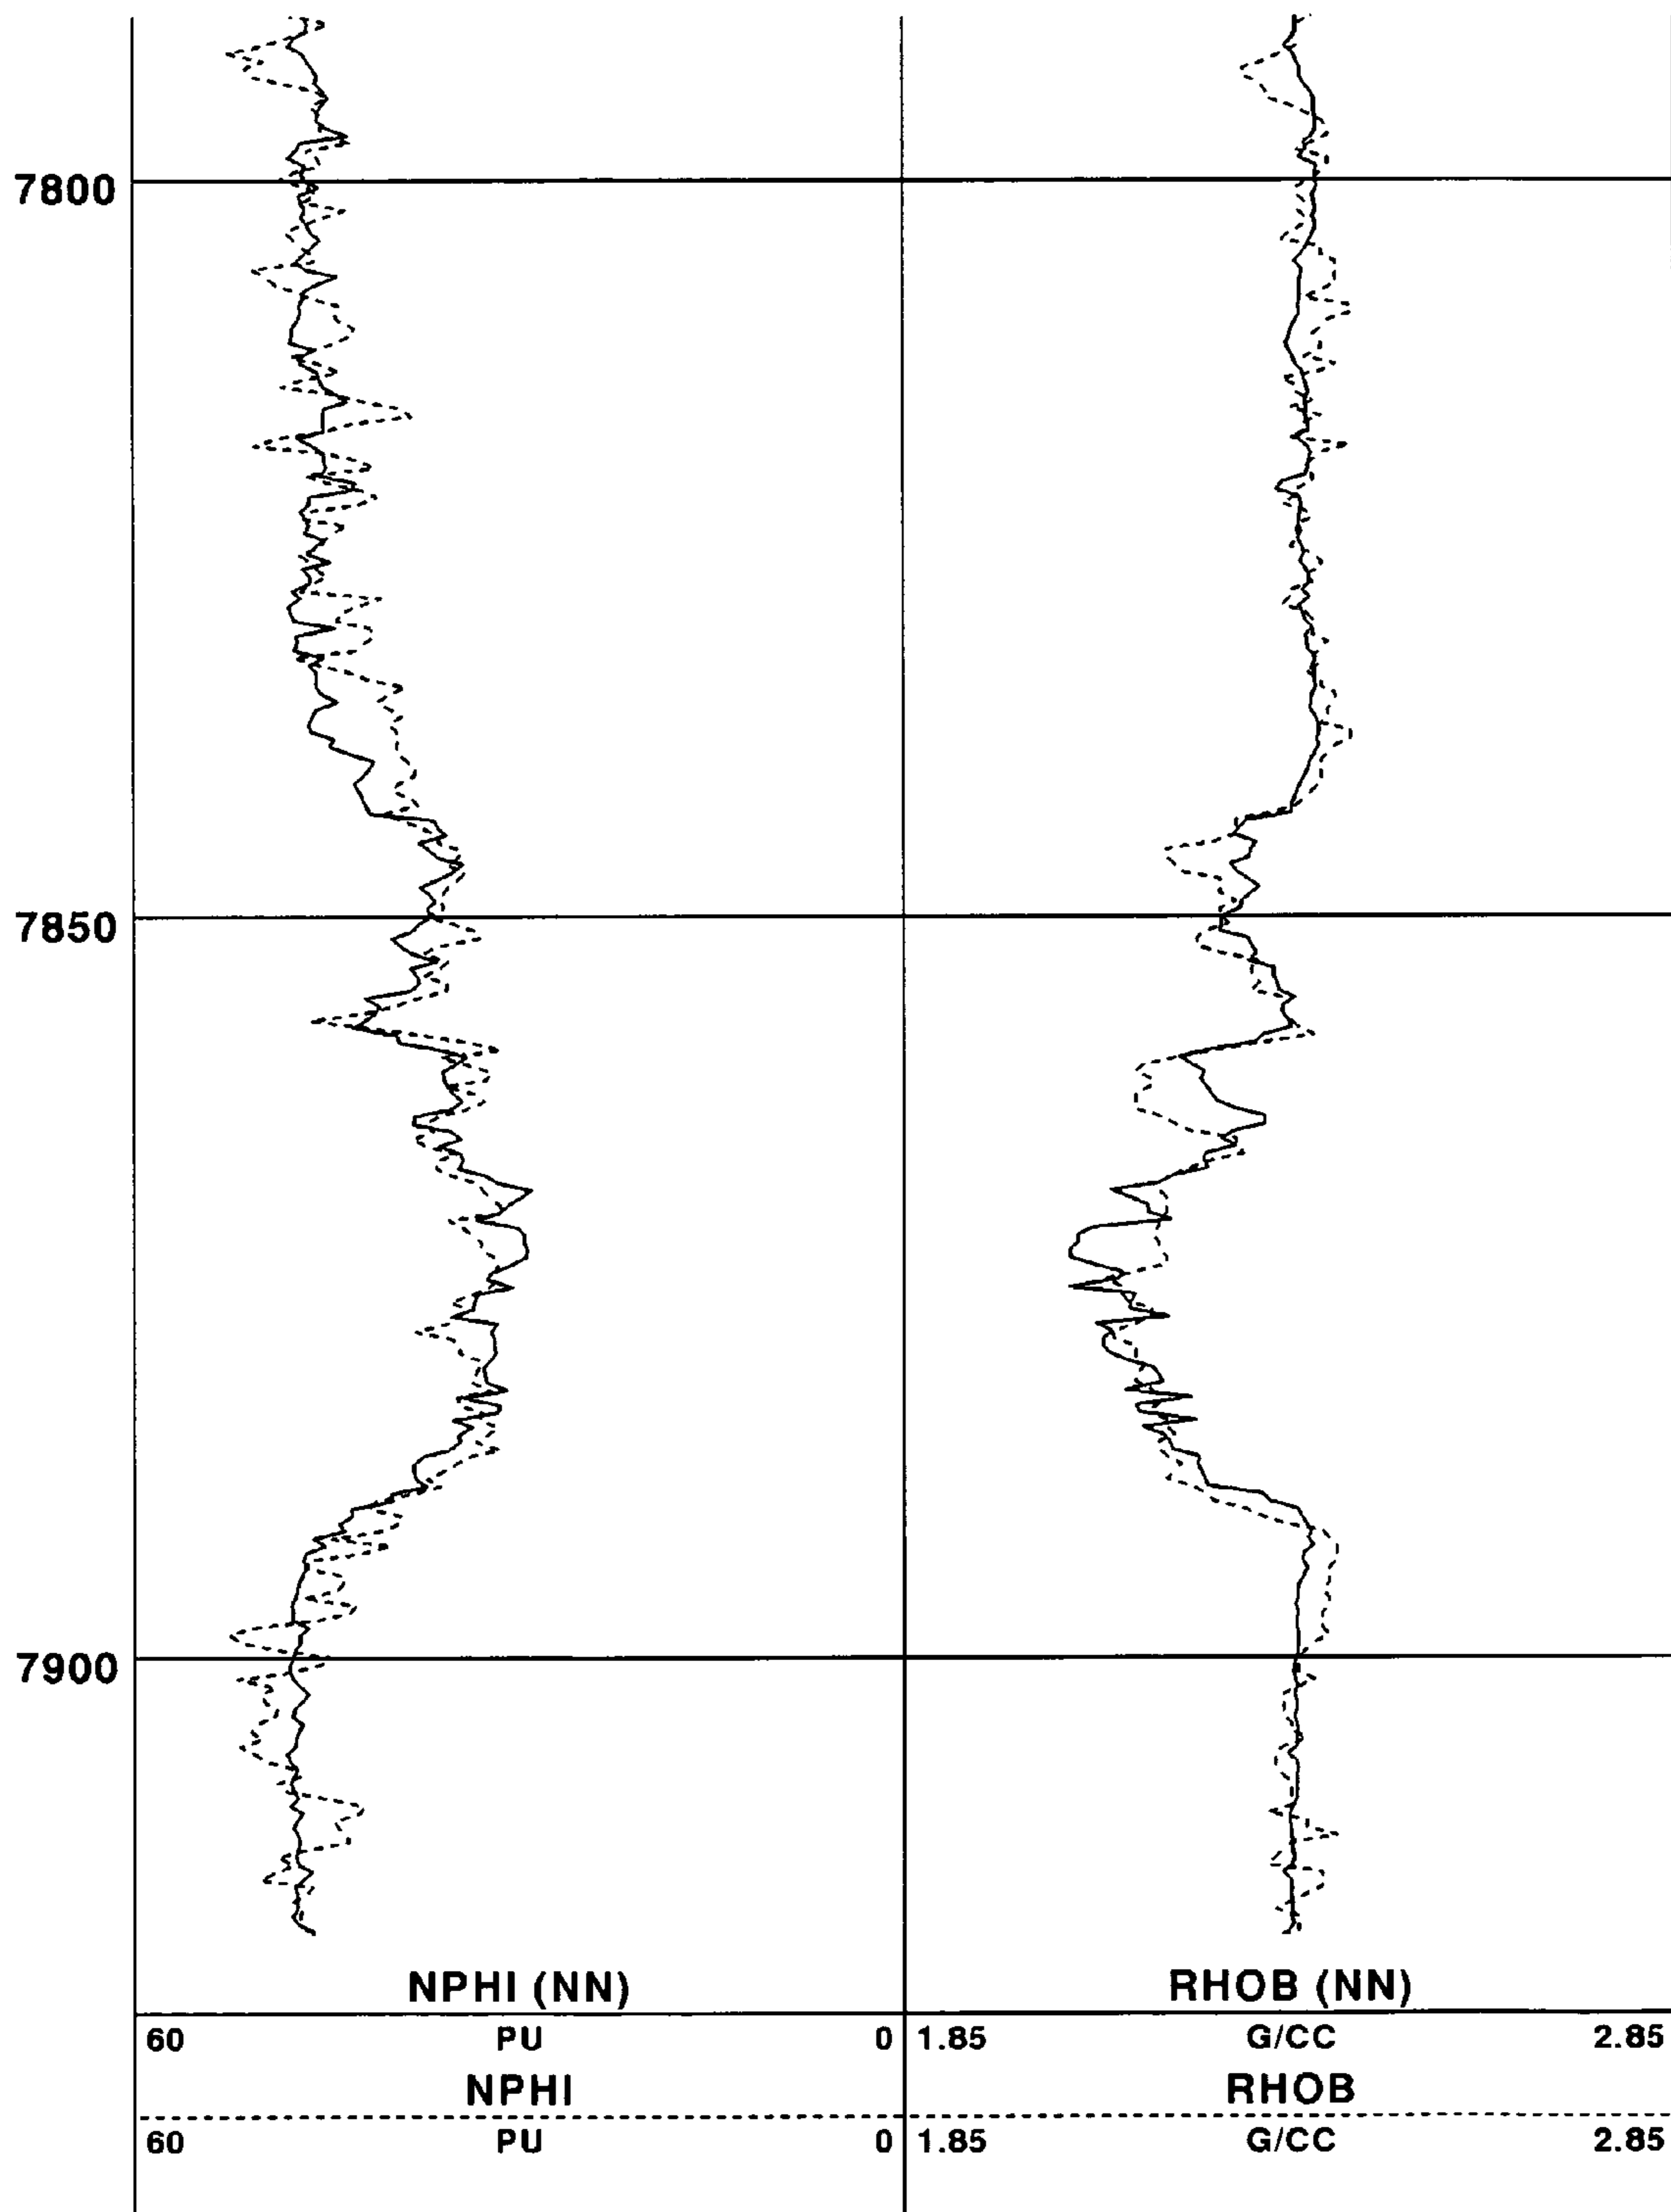 7800
7850
7900
NPHI (NN) RHOB (NN)
60 PU 0 1.85 G/CC 2.85
NPHI RHOB
60 PU 0 1.85 G/CC 2.85